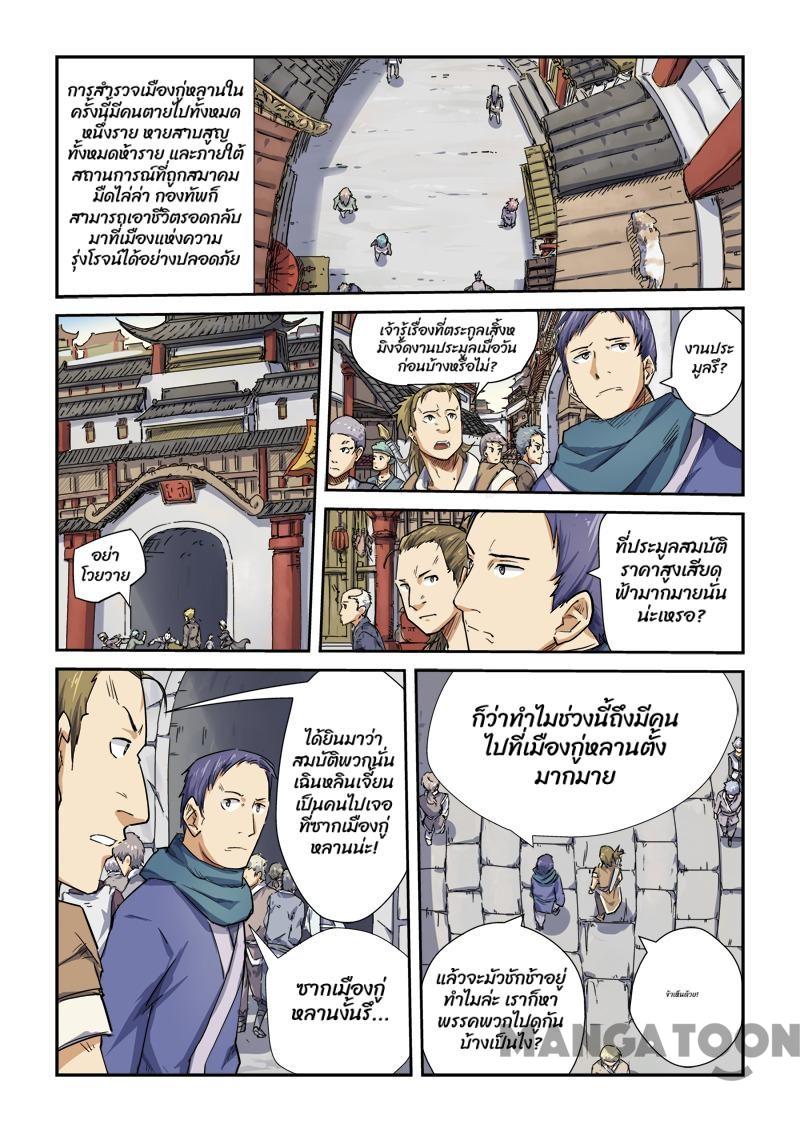 การสำรวจเมืองกู่หลานใน
ครั้งนี้มีคนตายไปทั้งหมด
หนึ่งราย หายสาบสูญ
ทั้งหมดห้าราย และภายใต้
สถานการณ์ที่ถูกสมาคม
มืดไล่ล่า กองทัพก็
สามารถเอาชีวิตรอดกลับ
มาที่เมืองแห่งความ
รุ่งโรจน์ได้อย่างปลอดภัย
อย่า
โวยวาย
เจ้ารู้เรื่องที่ตระกูลเสิ้งห
มิงจัดงานประมูลเมื่อวัน
ก่อนบ้างหรือไม่?
งานประ
มูลรึ?
ที่ประมูลสมบัติ
ราคาสูงเสียด
ฟ้ามากมายนั่น
น่ะเหรอ?
ได้ยินมาว่า
สมบัติพวกนั่น
เฉินหลินเจี้ยน
เป็นคนไปเจอ
ที่ซากเมืองกู่
หลานน่ะ!
ซากเมืองกู่
หลานงั้นรึ...
ก็ว่าทำไมช่วงนี้ถึงมีคน
ไปที่เมืองกู่หลานตั้ง
มากมาย
แล้วจะมัวชักช้าอยู่
ทำไมล่ะ เราก็หา
พรรคพวกไปดูกัน
บ้างเป็นไง?
ข้าเห็นด้วย!
MANGATOON